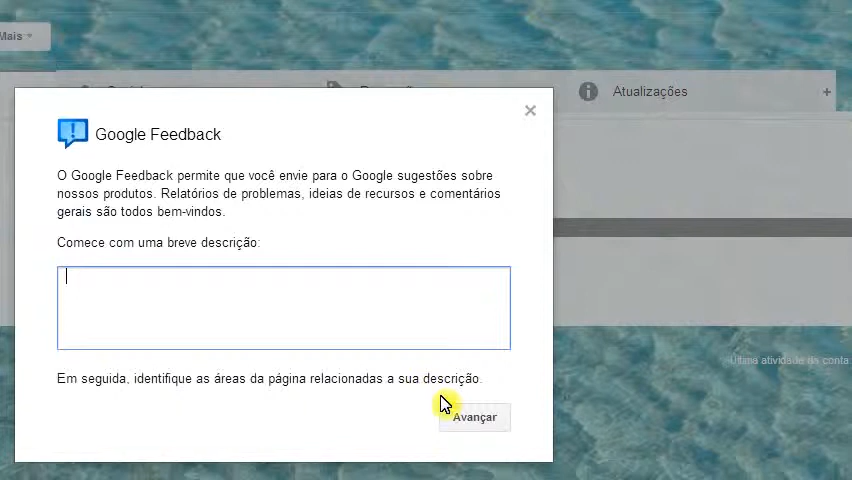 Mais
Atualizações
+
Google Feedback
O Google Feedback permite que você envie para o Google sugestões sobre
nossos produtos. Relatórios de problemas, ideias de recursos e comentários
gerais são todos bem-vindos.
Comece com uma breve descrição:
Em seguida, identifique as áreas da página relacionadas a sua descrição.
Última atividade da conta
Avançar